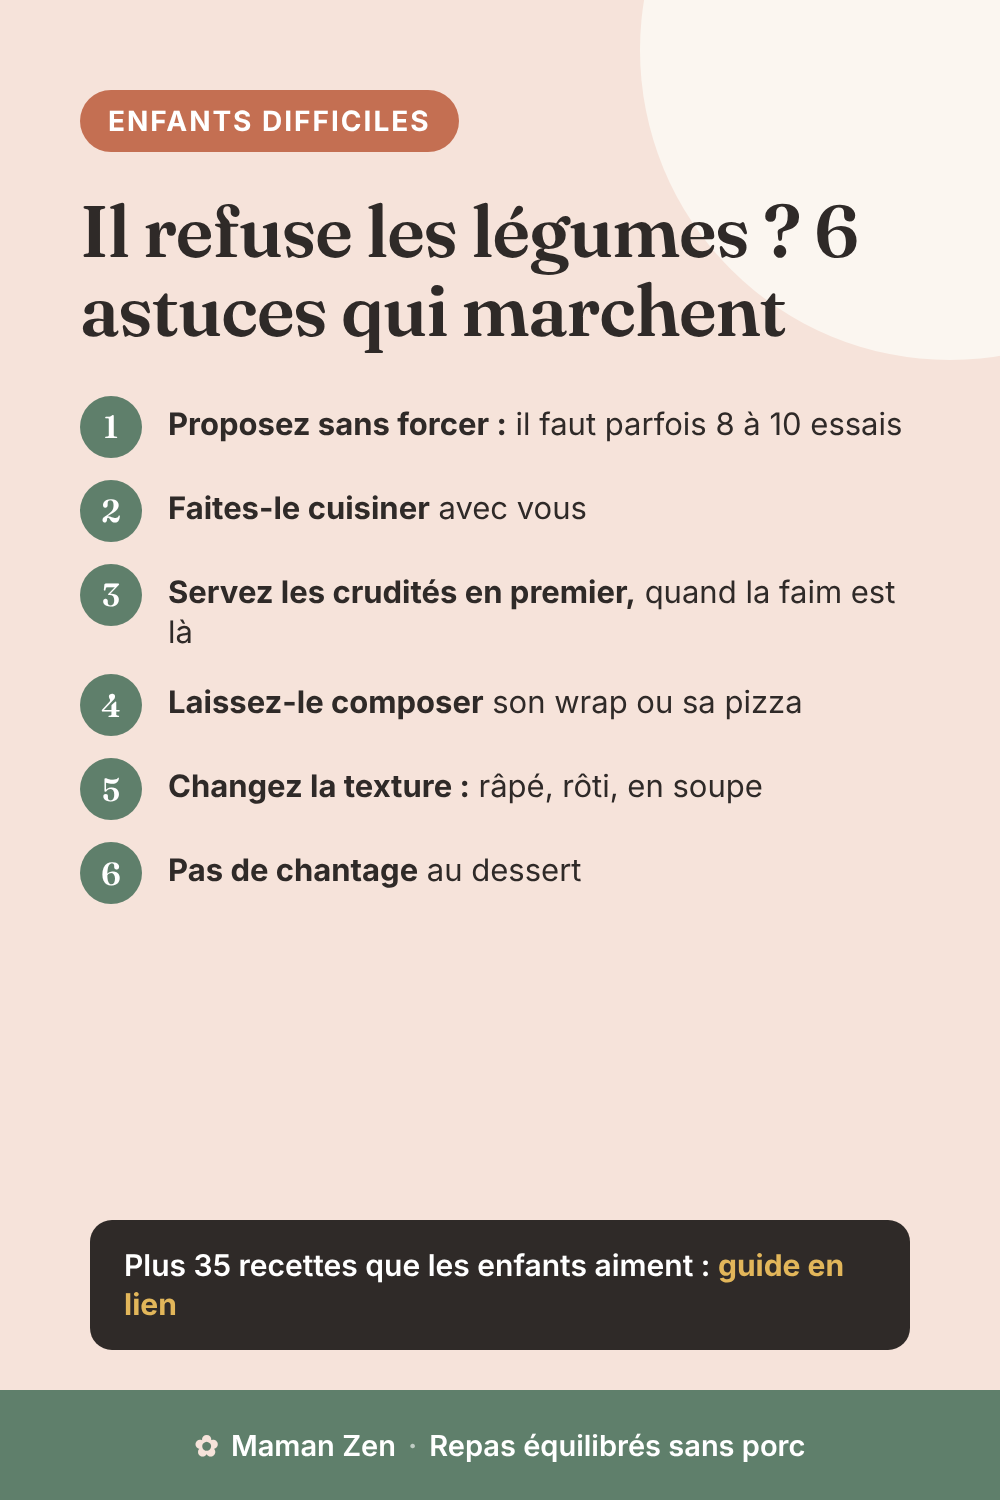 ENFANTS DIFFICILES
Il refuse les légumes ? 6
astuces qui marchent
1 Proposez sans forcer : il faut parfois 8 à 10 essais
2 Faites-le cuisiner avec vous
3 Servez les crudités en premier, quand la faim est
là
4 Laissez-le composer son wrap ou sa pizza
5 Changez la texture : râpé, rôti, en soupe
6 Pas de chantage au dessert
Plus 35 recettes que les enfants aiment : guide en
lien
✿ Maman Zen · Repas équilibrés sans porc